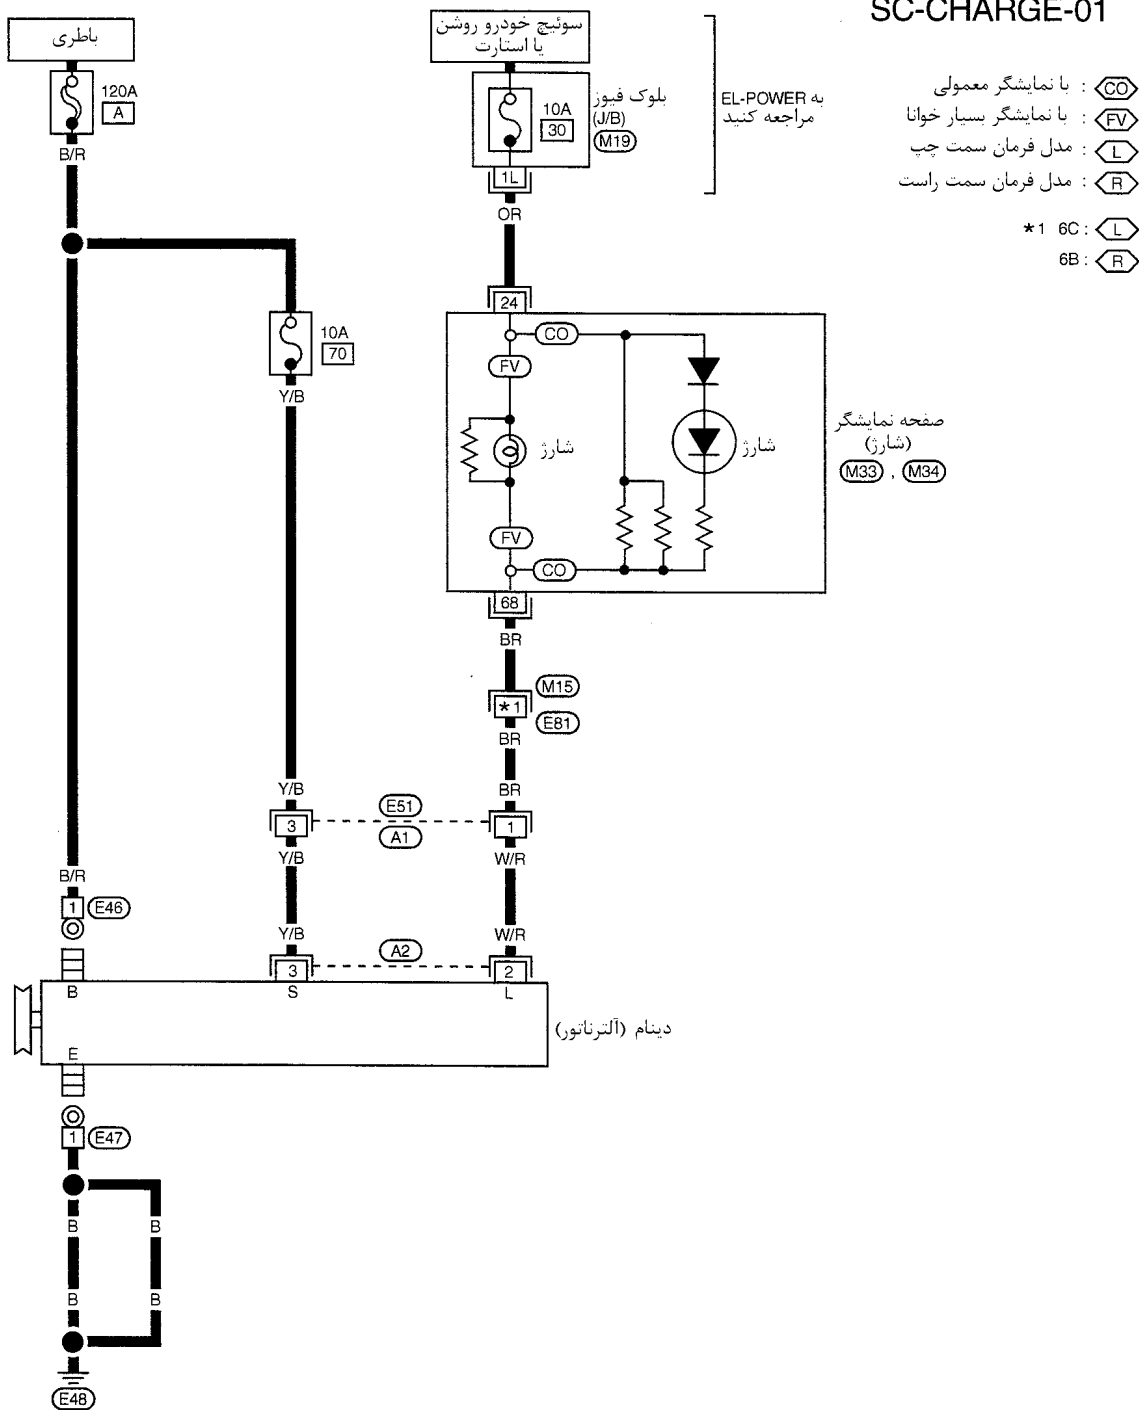 SC-CHARGE-01
باطری
120A
A
B/R
سوئیچ خودرو روشن
یا استارت
10A
30
بلوک فیوز
(J/B)
M19
1L
OR
به EL-POWER
مراجعه کنید
CO : با نمایشگر معمولی
FV : با نمایشگر بسیار خوانا
L : مدل فرمان سمت چپ
R : مدل فرمان سمت راست
*1 6C : L
6B : R
10A
70
Y/B
24
CO
FV
شارژ
شارژ
FV
CO
68
صفحه نمایشگر
(شارژ)
M33 , M34
BR
M15
*1
E81
BR
Y/B
BR
E51
3
1
A1
Y/B
W/R
B/R
1
E46
Y/B
W/R
A2
3
2
B
S
L
دینام (آلترناتور)
E
1
E47
B
B
B
B
E48